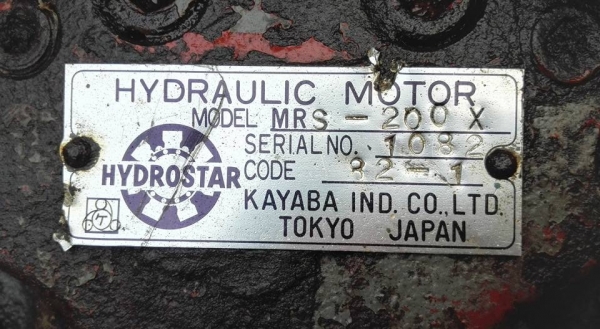 HYDRAULIC MOTOR
MODEL MRS-200X
SERIAL NO. 1082
HYDROSTAR
CODE 82-1
KAYABA IND. CO., LTD.
TOKYO JAPAN